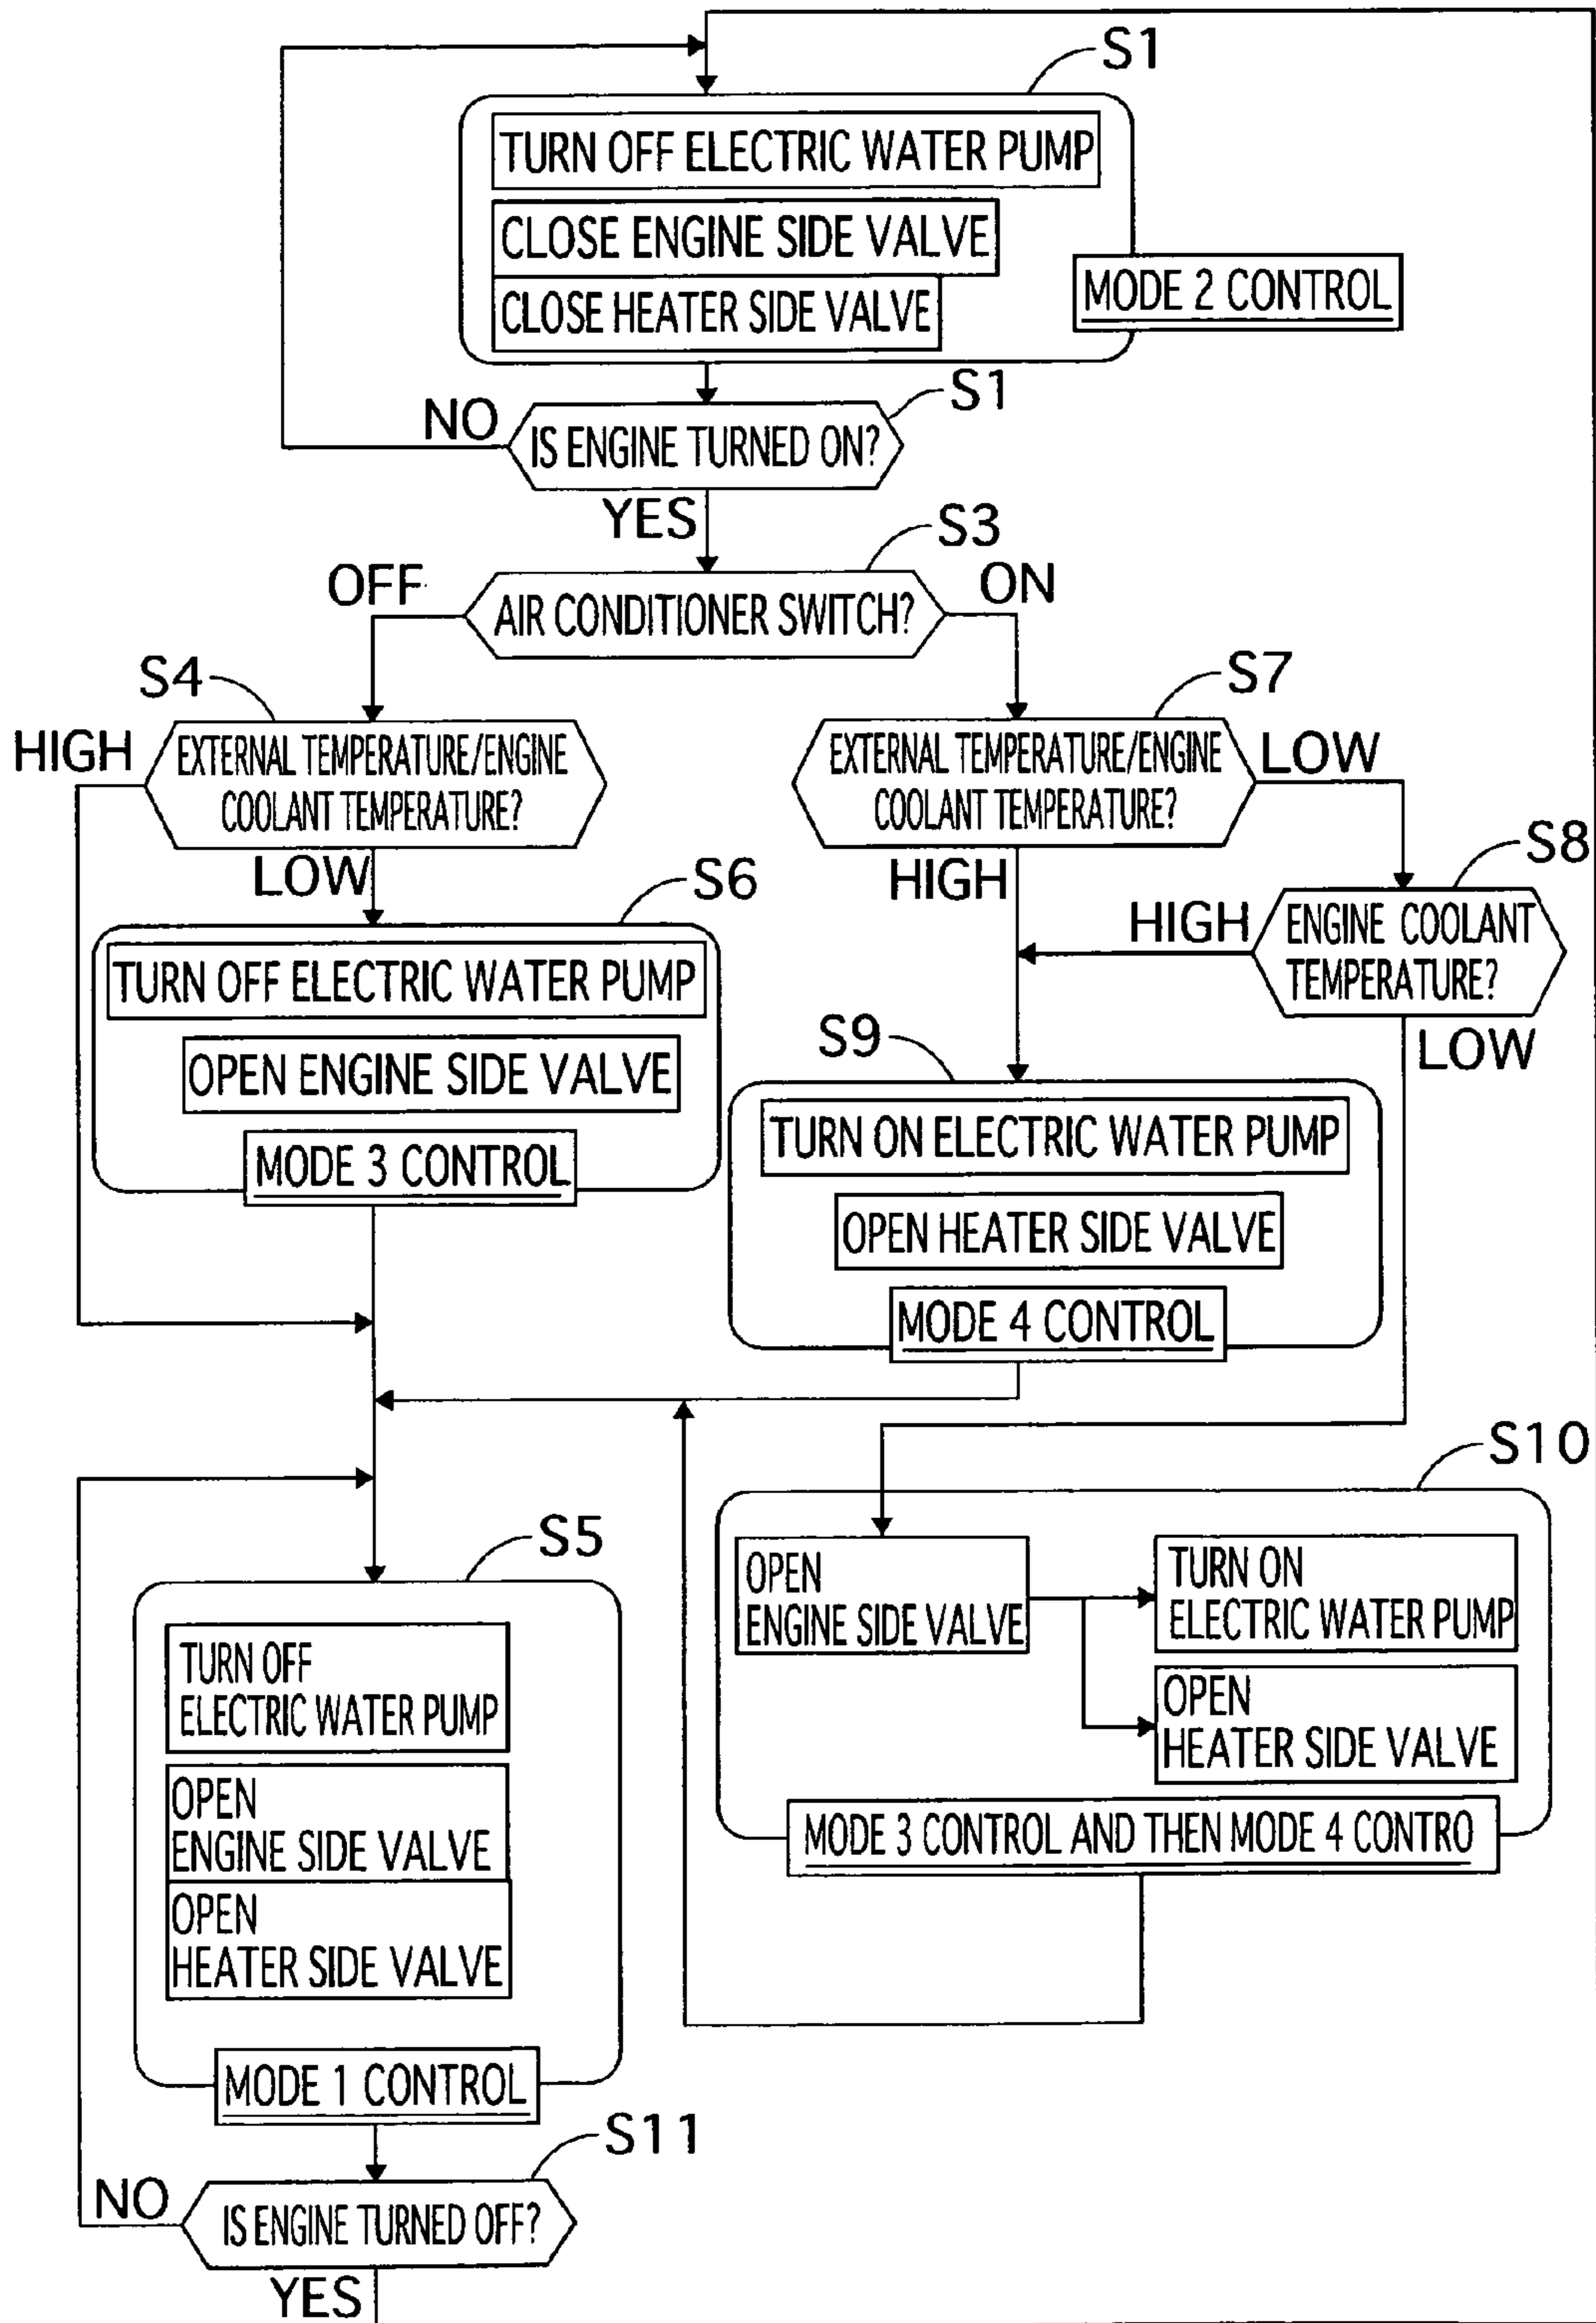 S1
TURN OFF ELECTRIC WATER PUMP
CLOSE ENGINE SIDE VALVE
MODE 2 CONTROL
CLOSE HEATER SIDE VALVE
S1
NO
IS ENGINE TURNED ON?
YES
S3
OFF
ON
AIR CONDITIONER SWITCH?
S4
S7
HIGH
EXTERNAL TEMPERATURE/ENGINE
COOLANT TEMPERATURE?
EXTERNAL TEMPERATURE/ENGINE
COOLANT TEMPERATURE?
LOW
S8
LOW
S6
HIGH
HIGH
ENGINE COOLANT
TEMPERATURE?
TURN OFF ELECTRIC WATER PUMP
OPEN ENGINE SIDE VALVE
MODE 3 CONTROL
S9
LOW
TURN ON ELECTRIC WATER PUMP
OPEN HEATER SIDE VALVE
MODE 4 CONTROL
S10
OPEN
ENGINE SIDE VALVE
TURN ON
ELECTRIC WATER PUMP
OPEN
HEATER SIDE VALVE
MODE 3 CONTROL AND THEN MODE 4 CONTRO
S5
TURN OFF
ELECTRIC WATER PUMP
OPEN
ENGINE SIDE VALVE
OPEN
HEATER SIDE VALVE
MODE 1 CONTROL
S11
NO
IS ENGINE TURNED OFF?
YES